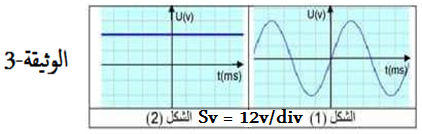 الوثيقة-3
U(v) U(v)
t(ms) t(ms)
الشكل (1) Sv = 12v/div الشكل (2)